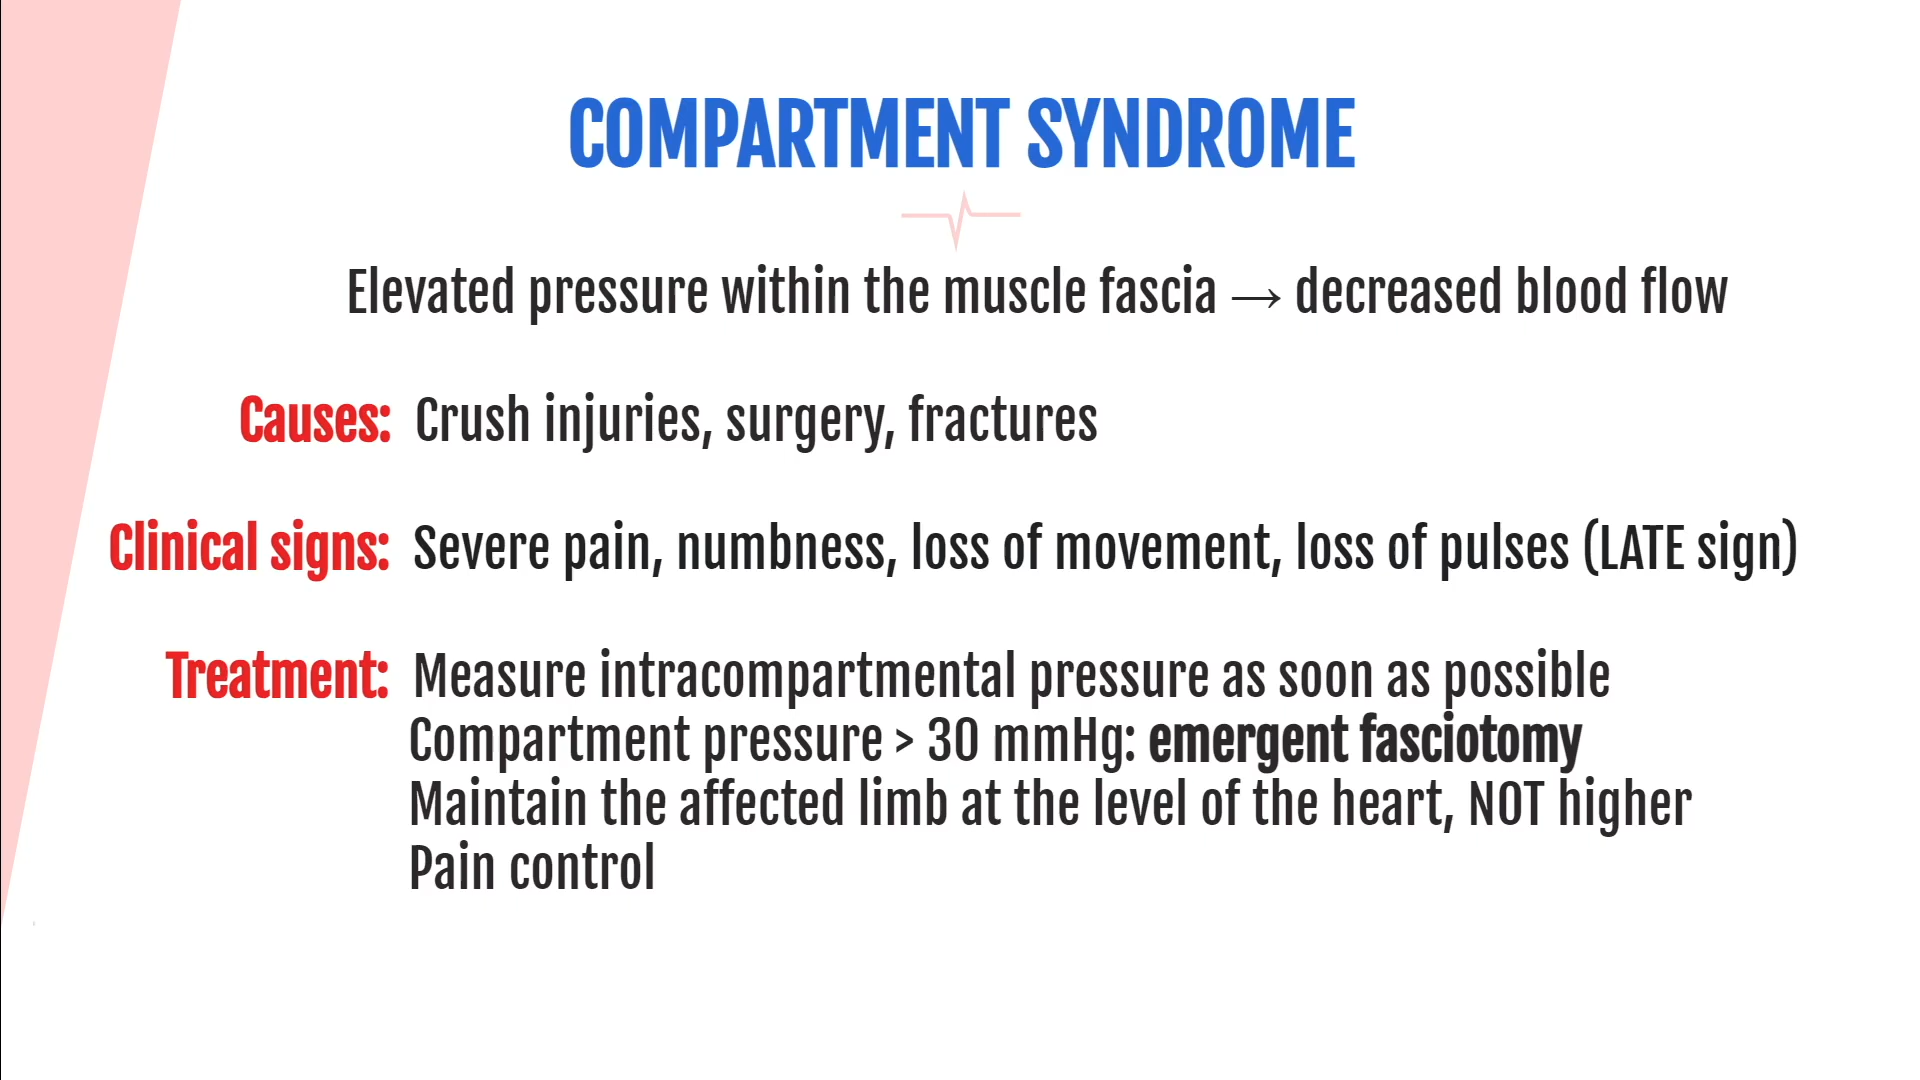 COMPARTMENT SYNDROME
Elevated pressure within the muscle fascia → decreased blood flow
Causes: Crush injuries, surgery, fractures
Clinical signs: Severe pain, numbness, loss of movement, loss of pulses (LATE sign)
Treatment: Measure intracompartmental pressure as soon as possible
Compartment pressure > 30 mmHg: emergent fasciotomy
Maintain the affected limb at the level of the heart, NOT higher
Pain control